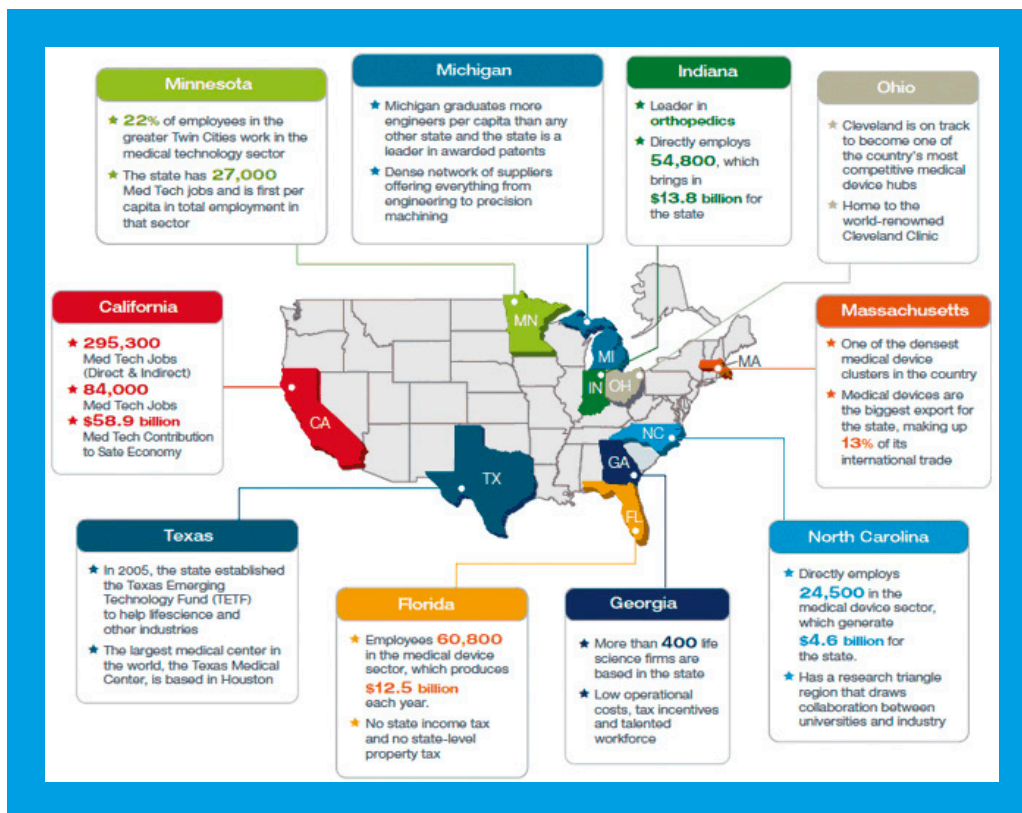 Minnesota
22% of employees in the
greater Twin Cities work in the
medical technology sector
The state has 27,000
Med Tech jobs and is first per
capita in total employment in
that sector
Michigan
Michigan graduates more
engineers per capita than any
other state and the state is a
leader in awarded patents
Dense network of suppliers
offering everything from
engineering to precision
machining
Indiana
Leader in
orthopedics
Directly employs
54,800, which
brings in
$13.8 billion for
the state
Ohio
Cleveland is on track
to become one of
the country's most
competitive medical
device hubs
Home to the
world-renowned
Cleveland Clinic
California
295,300
Med Tech Jobs
(Direct & Indirect)
84,000
Med Tech Jobs
$58.9 billion
Med Tech Contribution
to Sate Economy
MN
MI
IN
OH
MA
CA
NC
GA
TX
FL
Massachusetts
One of the densest
medical device
clusters in the country
Medical devices are
the biggest export for
the state, making up
13% of its
international trade
Texas
In 2005, the state established
the Texas Emerging
Technology Fund (TETF)
to help lifescience and
other industries
The largest medical center in
the world, the Texas Medical
Center, is based in Houston
Florida
Employees 60,800
in the medical device
sector, which produces
$12.5 billion
each year.
No state income tax
and no state-level
property tax
Georgia
More than 400 life
science firms are
based in the state
Low operational
costs, tax incentives
and talented
workforce
North Carolina
Directly employs
24,500 in the
medical device sector,
which generate
$4.6 billion for
the state.
Has a research triangle
region that draws
collaboration between
universities and industry